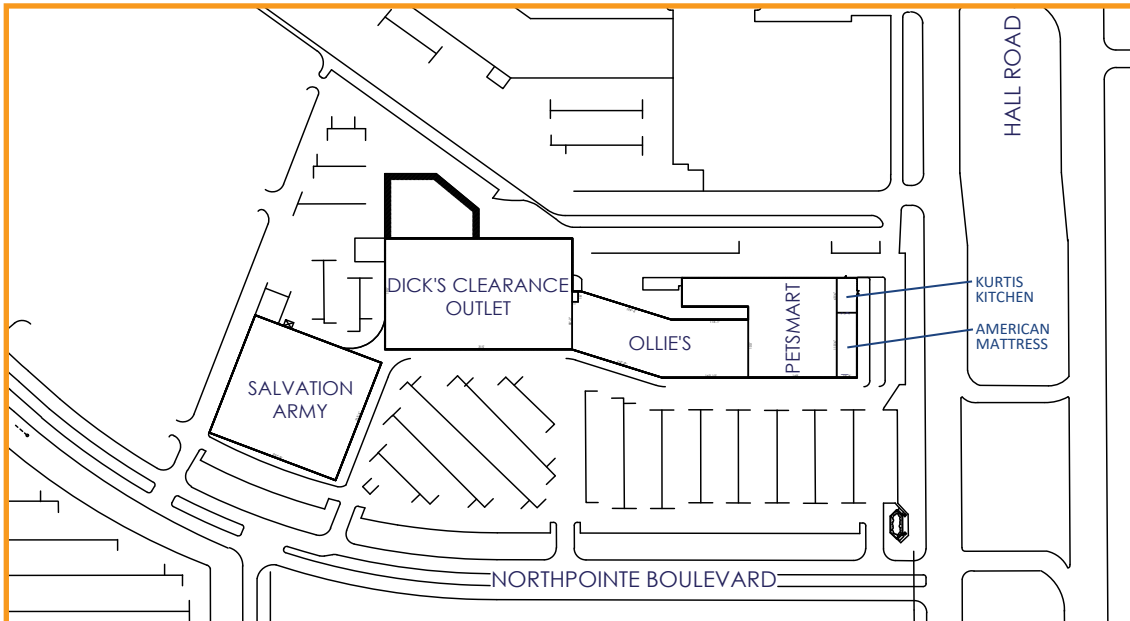 HALL ROAD
DICK'S CLEARANCE
OUTLET
KURTIS
KITCHEN
PETSMART
OLLIE'S
AMERICAN
MATTRESS
SALVATION
ARMY
NORTHPOINTE BOULEVARD